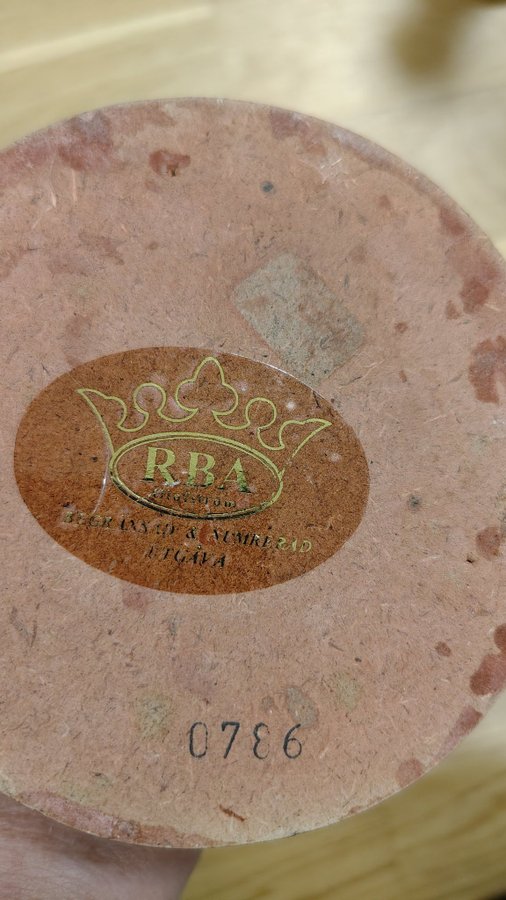 RBA
BEGRÄNSAD & NUMRERAD
UTGÅVA
0786